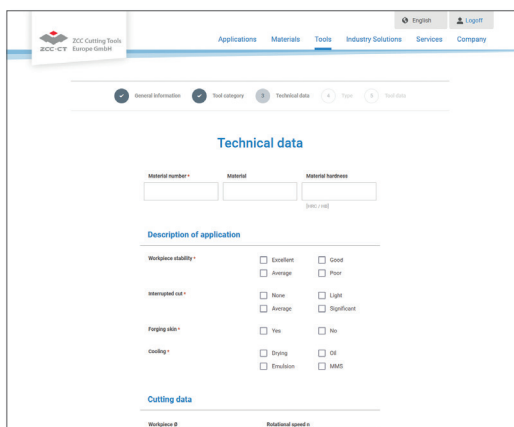 English Logoff
ZCC Cutting Tools
Europe GmbH
ZCC-CT
Applications Materials Tools Industry Solutions Services Company
General Information Tool category 3 Technical data 4 Type 5 Tool data
Technical data
Material number * Material Material hardness
[HRC / HB]
Description of application
Workpiece stability * Excellent Good
Average Poor
Interrupted cut * None Light
Average Significant
Forging skin * Yes No
Cooling * Drying Oil
Emulsion MMS
Cutting data
Workpiece Ø Rotational speed n